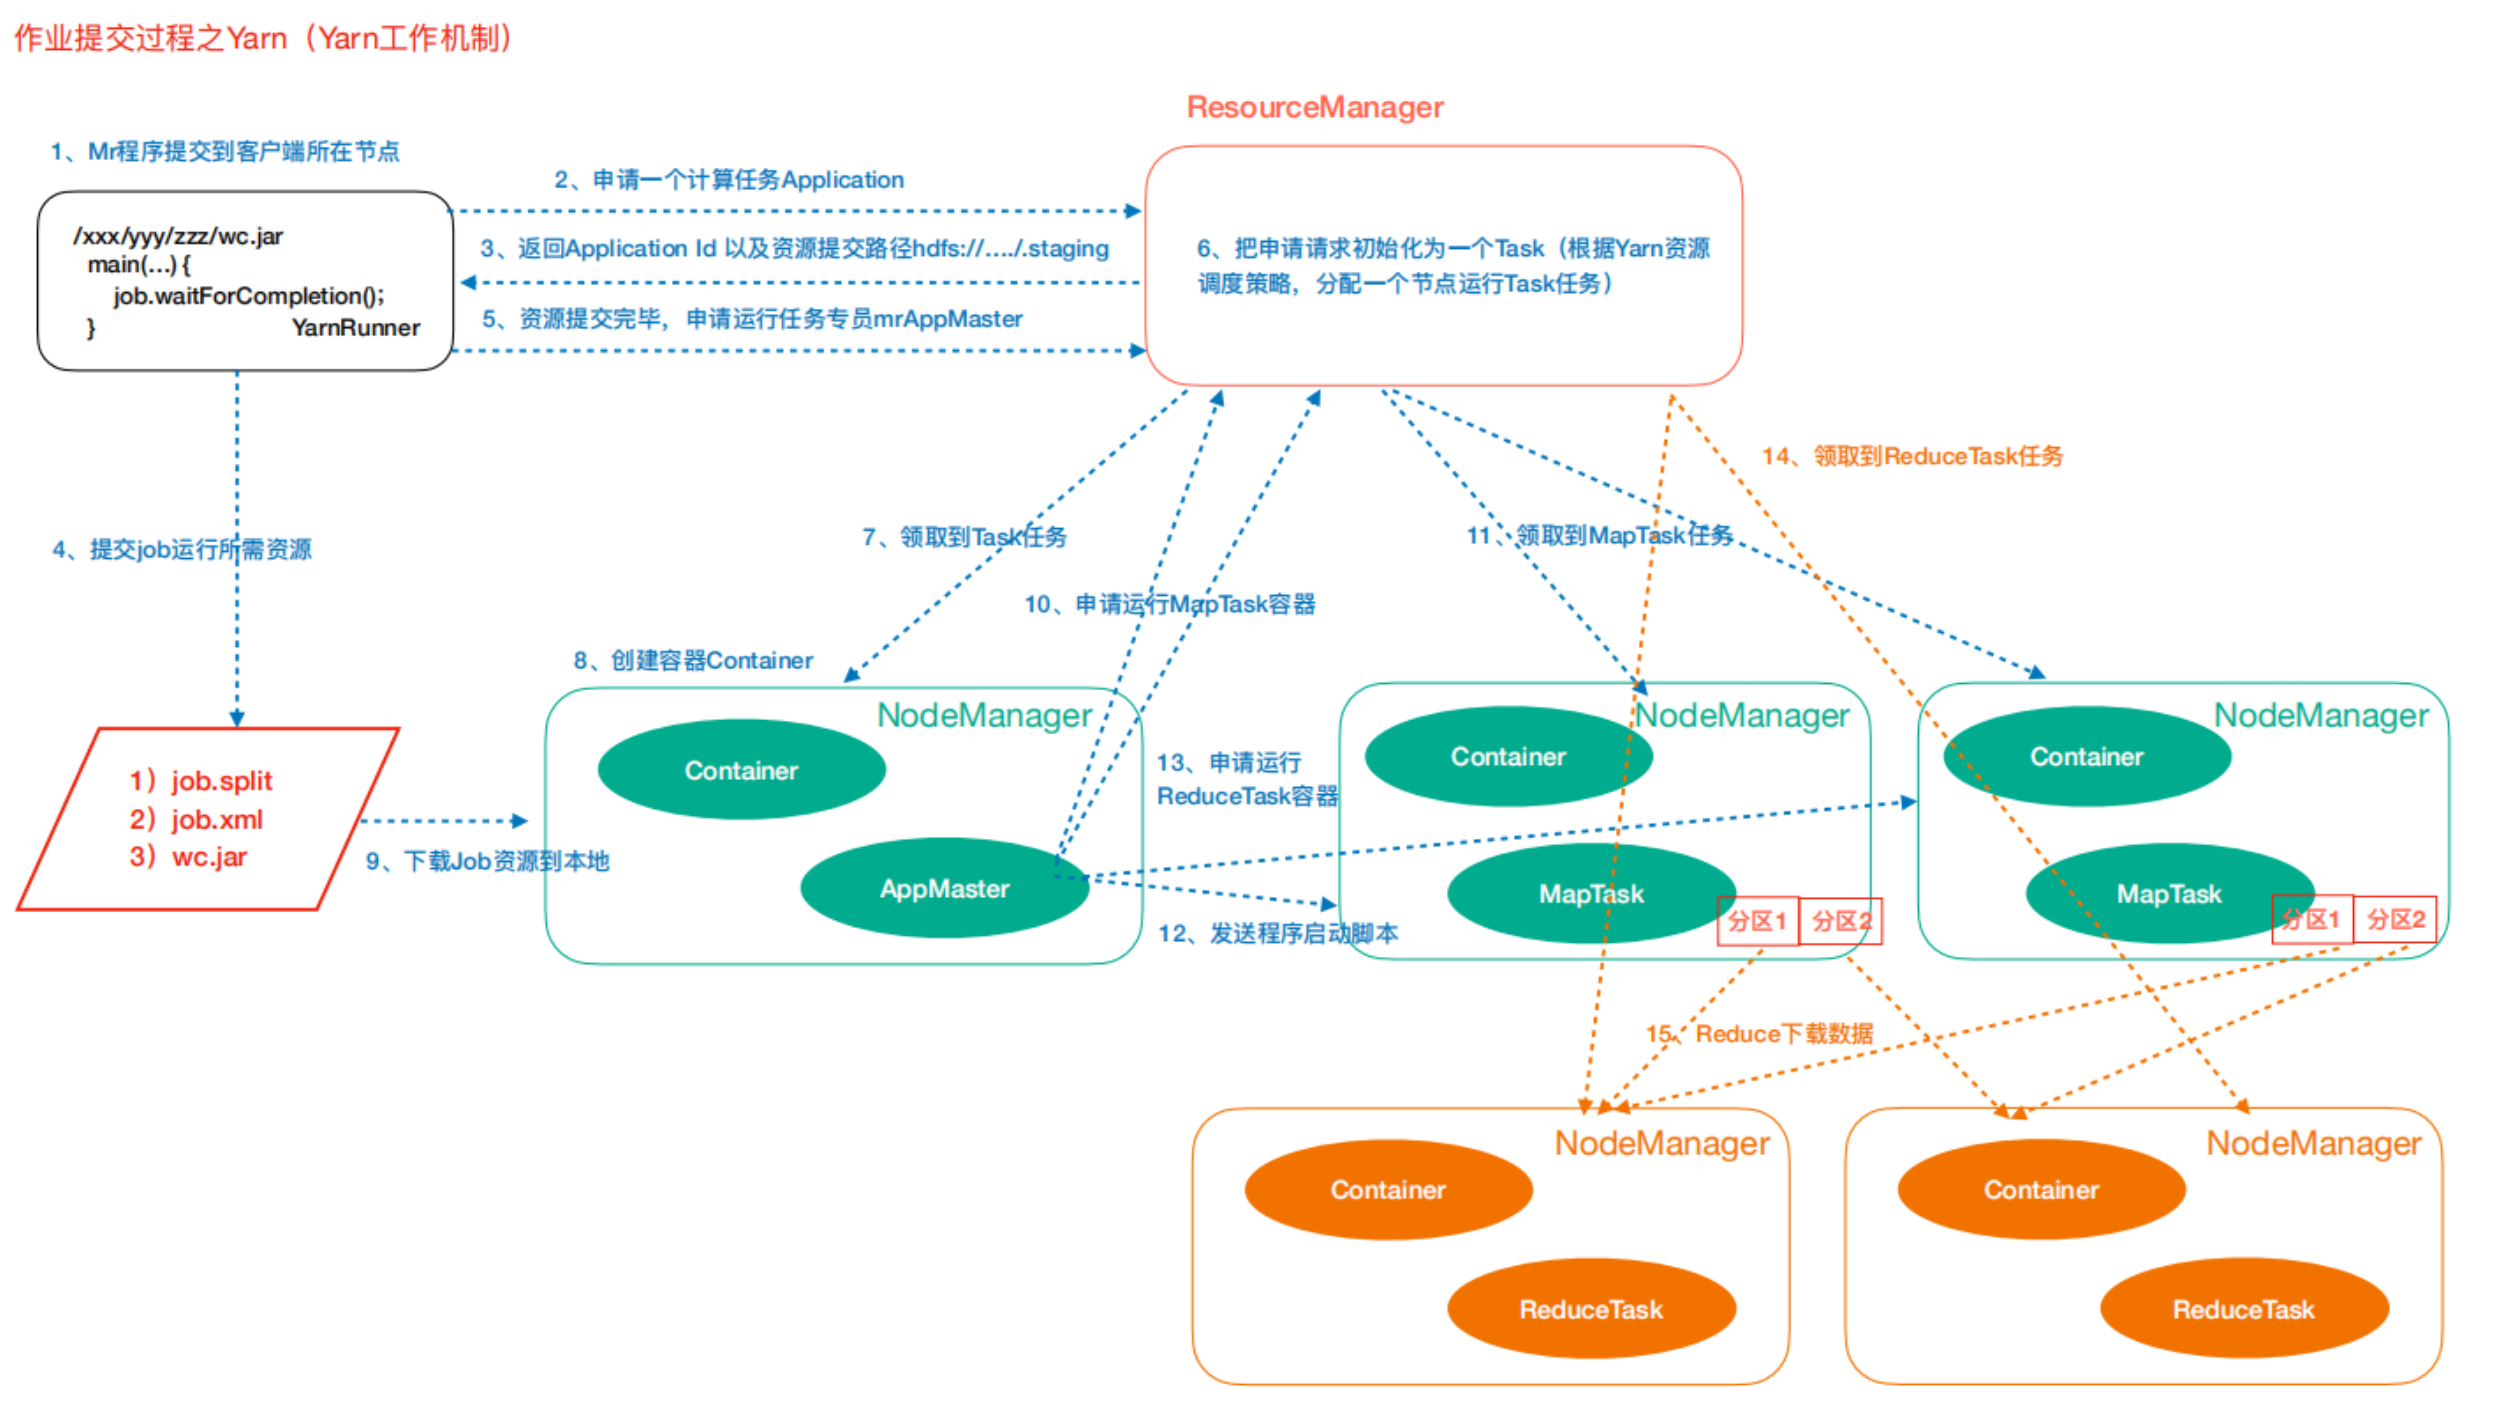 作业提交过程之Yarn（Yarn工作机制）
ResourceManager
1、Mr程序提交到客户端所在节点
/xxx/yyy/zzz/wc.jar
main(...) {
job.waitForCompletion();
}
YarnRunner
2、申请一个计算任务Application
3、返回Application Id 以及资源提交路径hdfs://..../.staging
5、资源提交完毕，申请运行任务专员mrAppMaster
6、把申请请求初始化为一个Task（根据Yarn资源
调度策略，分配一个节点运行Task任务）
14、领取到ReduceTask任务
4、提交job运行所需资源
7、领取到Task任务
11、领取到MapTask任务
10、申请运行MapTask容器
8、创建容器Container
1）job.split
2）job.xml
3）wc.jar
9、下载Job资源到本地
NodeManager
Container
AppMaster
13、申请运行
ReduceTask容器
12、发送程序启动脚本
NodeManager
Container
MapTask
分区1
分区2
NodeManager
Container
MapTask
分区1
分区2
15、Reduce下载数据
NodeManager
Container
ReduceTask
NodeManager
Container
ReduceTask